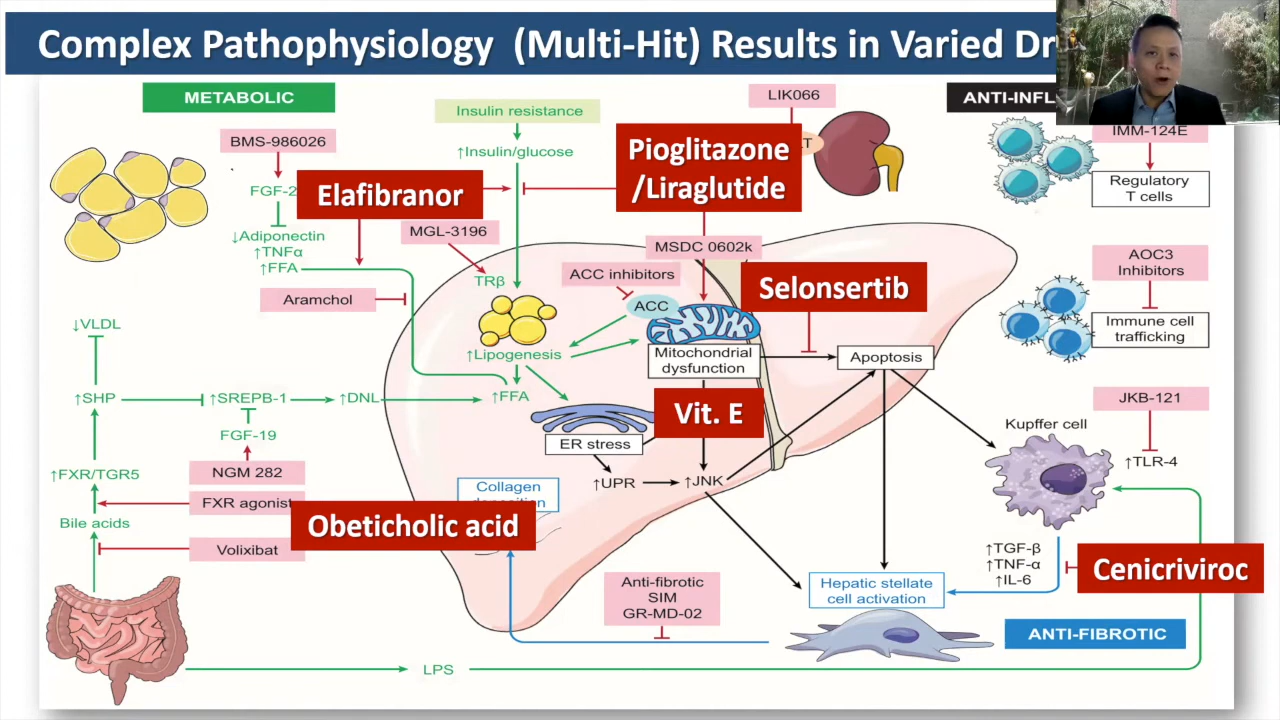 Complex Pathophysiology (Multi-Hit) Results in Varied
METABOLIC
BMS-986026
FGF-2
↓Adiponectin
↑TNFα
↑FFA
Aramchol
Elafibranor
Insulin resistance
↑Insulin/glucose
MGL-3196
TRβ
Pioglitazone
/Liraglutide
LIK066
MSDC 0602k
ACC inhibitors
ACC
Selonsertib
↑Lipogenesis
Mitochondrial
dysfunction
Apoptosis
↓VLDL
↑SHP
↑SREPB-1
↑DNL
↑FFA
FGF-19
NGM 282
↑FXR/TGR5
FXR agonist
Bile acids
Volixibat
Obeticholic acid
Collagen
Vit. E
ER stress
↑UPR
↑JNK
ANTI-INFL
IMM-124E
Regulatory
T cells
AOC3
Inhibitors
Immune cell
trafficking
JKB-121
↑TLR-4
Kupffer cell
↑TGF-β
↑TNF-α
↑IL-6
Cenicriviroc
Hepatic stellate
cell activation
ANTI-FIBROTIC
Anti-fibrotic
SIM
GR-MD-02
LPS